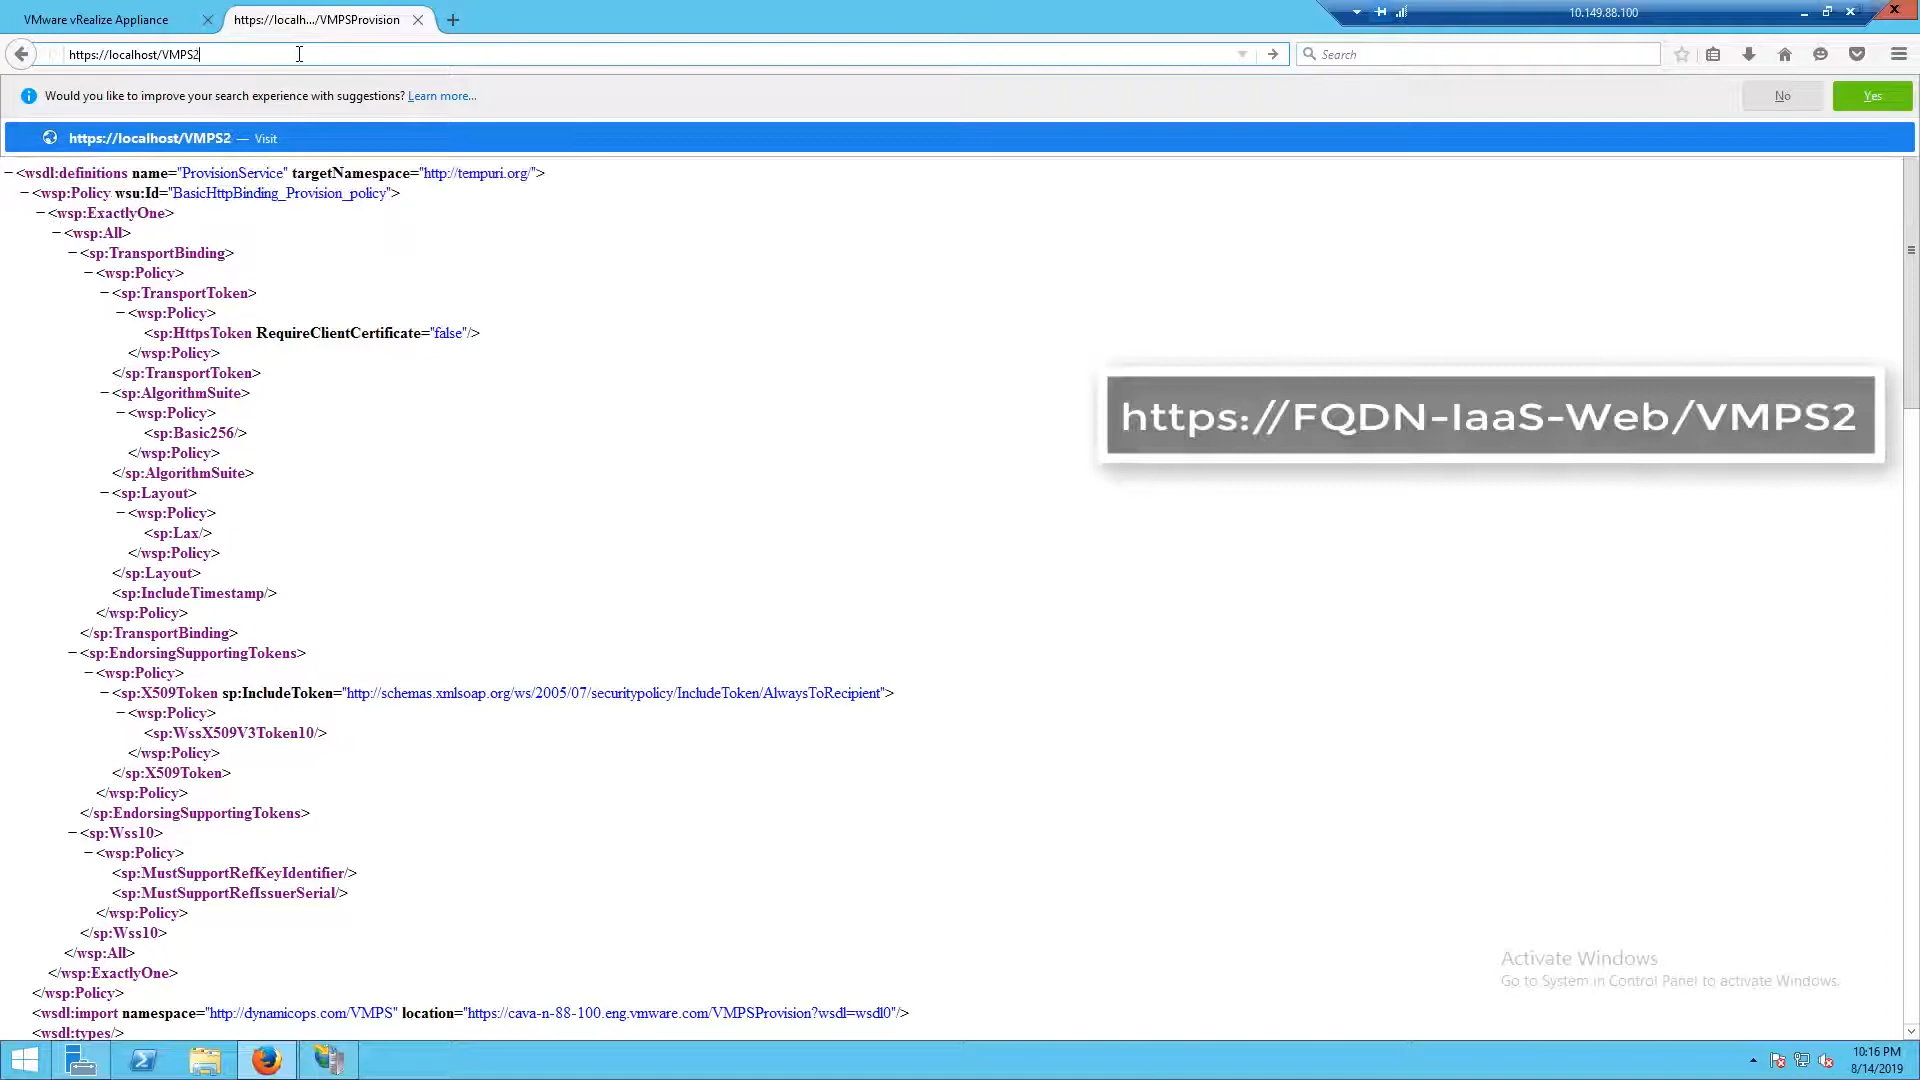 VMware vRealize Appliance
https://localh.../VMPSProvision
10.149.88.100
https://localhost/VMPS2
Search
Would you like to improve your search experience with suggestions? Learn more...
No
Yes
https://localhost/VMPS2 — Visit
<wsdl:definitions name="ProvisionService" targetNamespace="http://tempuri.org/">
<wsp:Policy wsu:Id="BasicHttpBinding_Provision_policy">
<wsp:ExactlyOne>
<wsp:All>
<sp:TransportBinding>
<wsp:Policy>
<sp:TransportToken>
<wsp:Policy>
<sp:HttpsToken RequireClientCertificate="false"/>
</wsp:Policy>
</sp:TransportToken>
<sp:AlgorithmSuite>
<wsp:Policy>
<sp:Basic256/>
</wsp:Policy>
</sp:AlgorithmSuite>
<sp:Layout>
<wsp:Policy>
<sp:Lax/>
</wsp:Policy>
</sp:Layout>
<sp:IncludeTimestamp/>
</wsp:Policy>
</sp:TransportBinding>
<sp:EndorsingSupportingTokens>
<wsp:Policy>
<sp:X509Token sp:IncludeToken="http://schemas.xmlsoap.org/ws/2005/07/securitypolicy/IncludeToken/AlwaysToRecipient">
<wsp:Policy>
<sp:WssX509V3Token10/>
</wsp:Policy>
</sp:X509Token>
</wsp:Policy>
</sp:EndorsingSupportingTokens>
<sp:Wss10>
<wsp:Policy>
<sp:MustSupportRefKeyIdentifier/>
<sp:MustSupportRefIssuerSerial/>
</wsp:Policy>
</sp:Wss10>
</wsp:All>
</wsp:ExactlyOne>
</wsp:Policy>
<wsdl:import namespace="http://dynamicops.com/VMPS" location="https://cava-n-88-100.eng.vmware.com/VMPSProvision?wsdl=wsdl0"/>
<wsdl:types/>
https://FQDN-IaaS-Web/VMPS2
Activate Windows
Go to System in Control Panel to activate Windows.
10:16 PM
8/14/2019